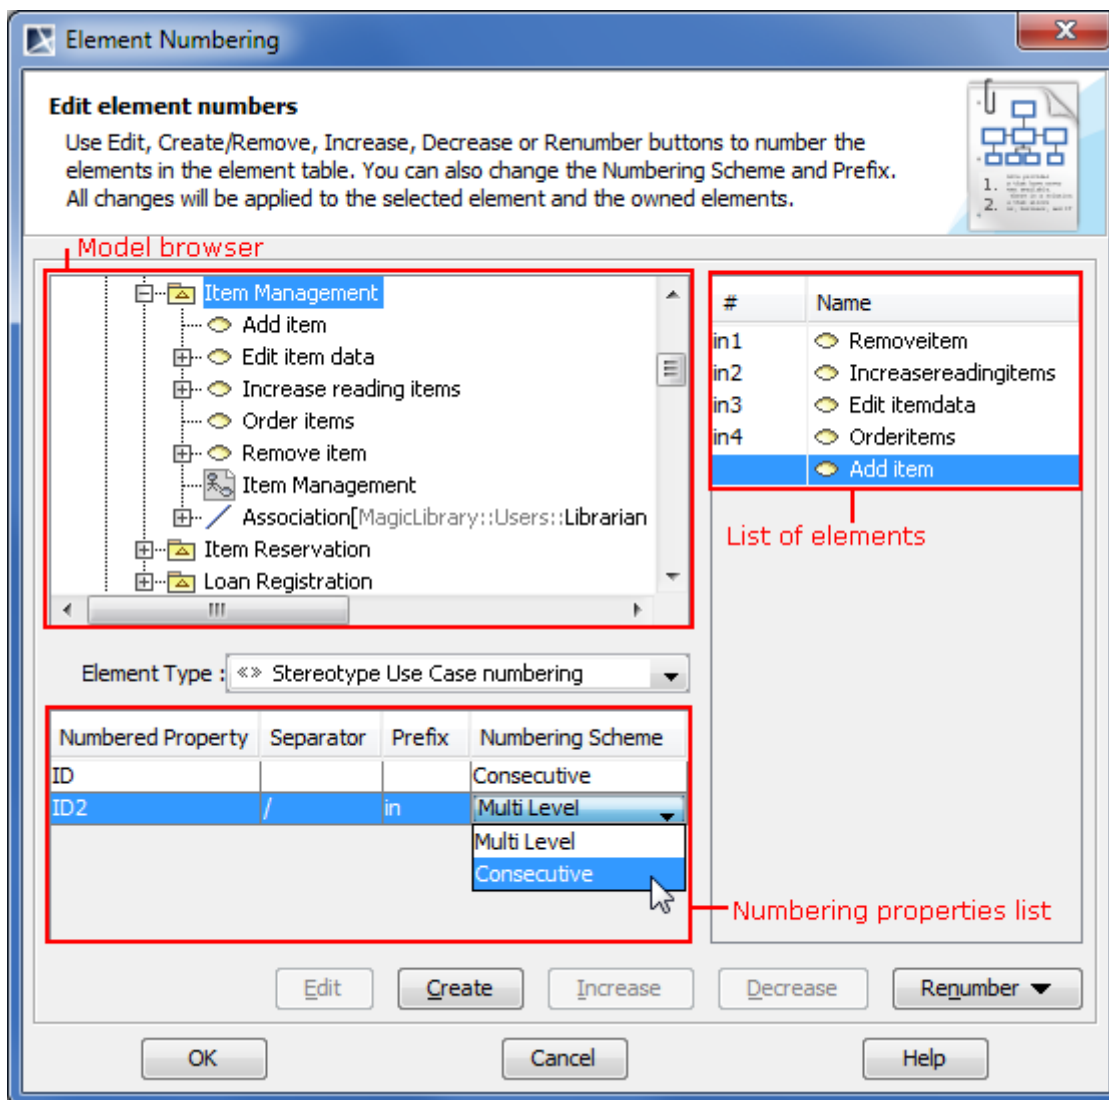 Element Numbering
x
Edit element numbers
Use Edit, Create/Remove, Increase, Decrease or Renumber buttons to number the
elements in the element table. You can also change the Numbering Scheme and Prefix.
All changes will be applied to the selected element and the owned elements.
1.
2.
Model browser
Item Management
Add item
Edit item data
Increase reading items
Order items
Remove item
Item Management
Association[MagicLibrary::Users::Librarian
Item Reservation
Loan Registration
# Name
in1 Removeitem
in2 Increasereadingitems
in3 Edit itemdata
in4 Orderitems
Add item
List of elements
Element Type : «» Stereotype Use Case numbering
Numbered Property Separator Prefix Numbering Scheme
ID Consecutive
ID2 / in Multi Level
Multi Level
Consecutive
Numbering properties list
Edit Create Increase Decrease Renumber
OK Cancel Help